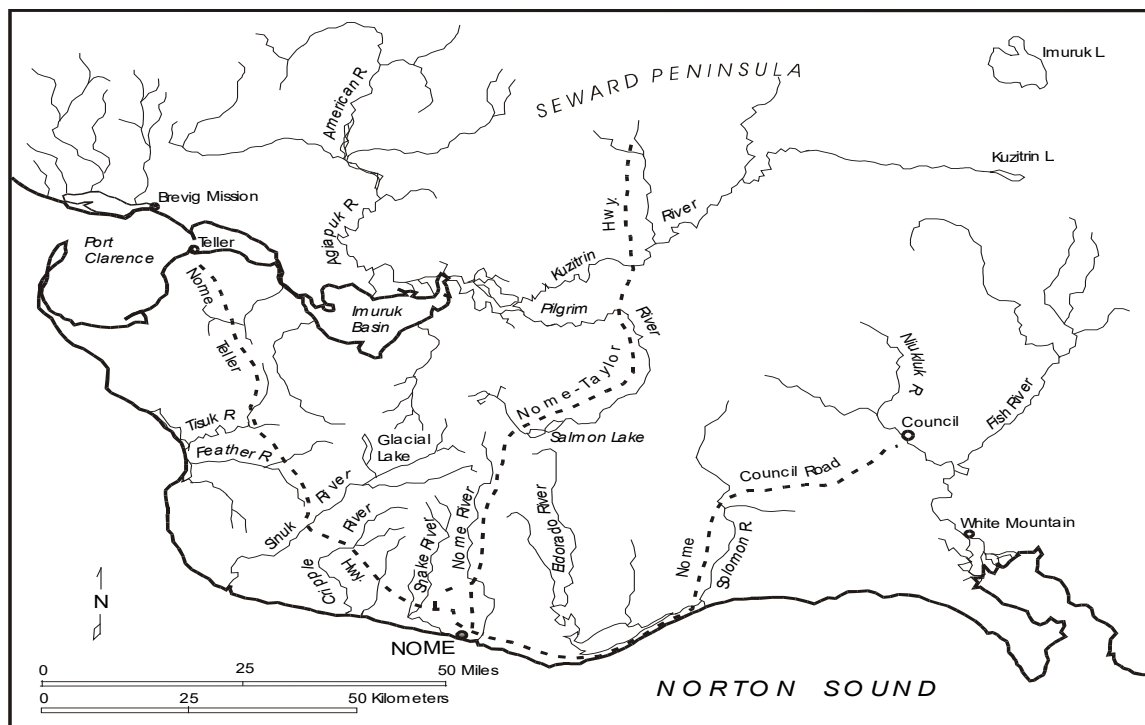 Imuruk L
SEWARD PENINSULA
American R
Kuzitrin L
Brevig Mission
Hwy.
River
Agiapuk R
Teller
Port
Clarence
Kuzitrin
Nome
Imuruk
Basin
Pilgrim
River
Teller
Niukluk R
Nome-Taylor
Fish River
Tisuk R
Council
Salmon Lake
Glacial
Lake
Feather R
Council Road
River
Sinuk
River
Nome River
Eldorado River
White Mountain
Hwy.
Snake River
Cripple
Nome
Solomon R
N
NOME
0 25 50 Miles
0 25 50 Kilometers
NORTON SOUND